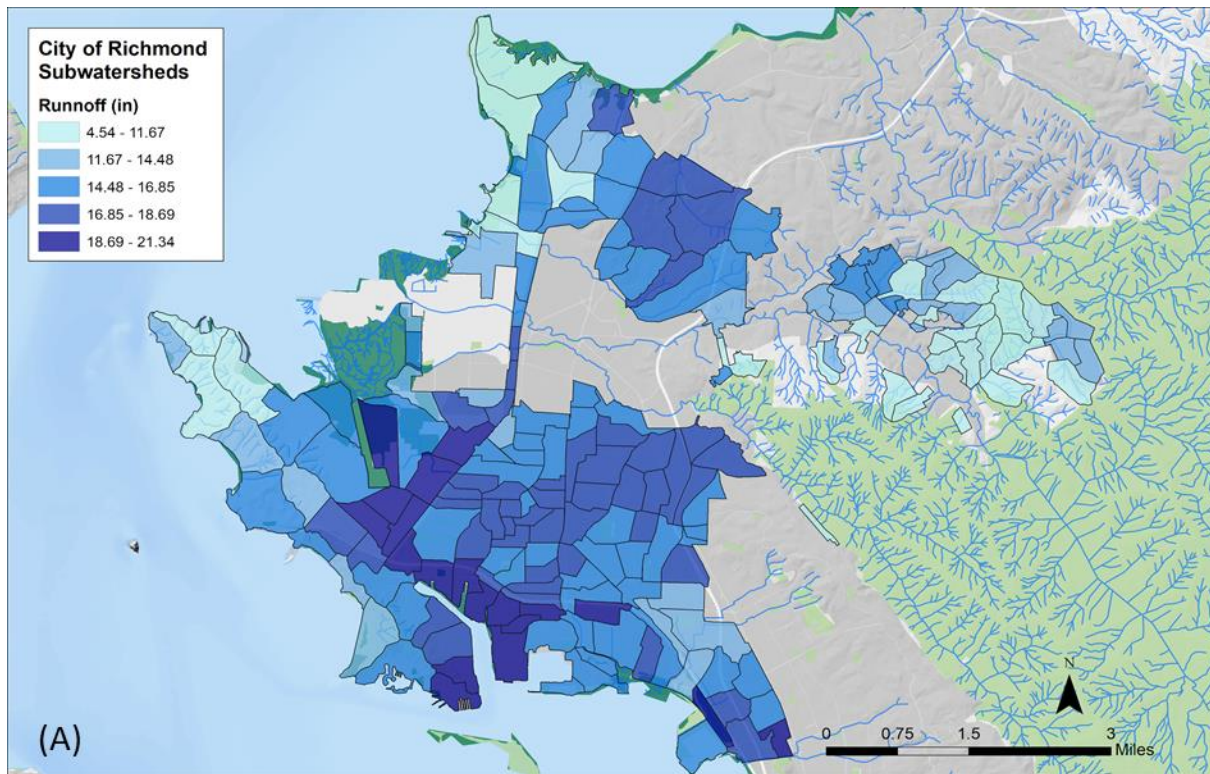 City of Richmond
Subwatersheds
Runnoff (in)
4.54 - 11.67
11.67 - 14.48
14.48 - 16.85
16.85 - 18.69
18.69 - 21.34
N
0 0.75 1.5 3
Miles
(A)